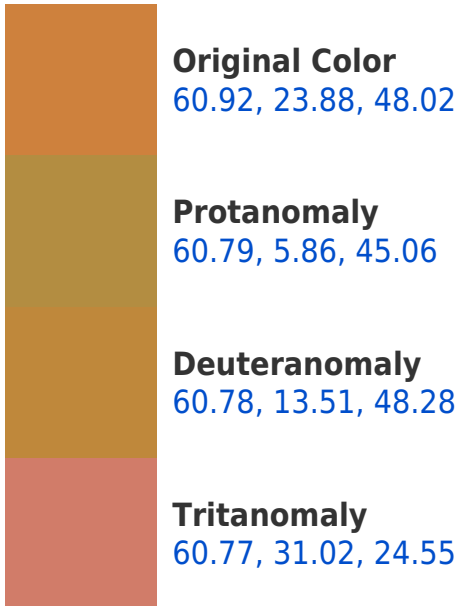 Original Color
60.92, 23.88, 48.02
Protanomaly
60.79, 5.86, 45.06
Deuteranomaly
60.78, 13.51, 48.28
Tritanomaly
60.77, 31.02, 24.55